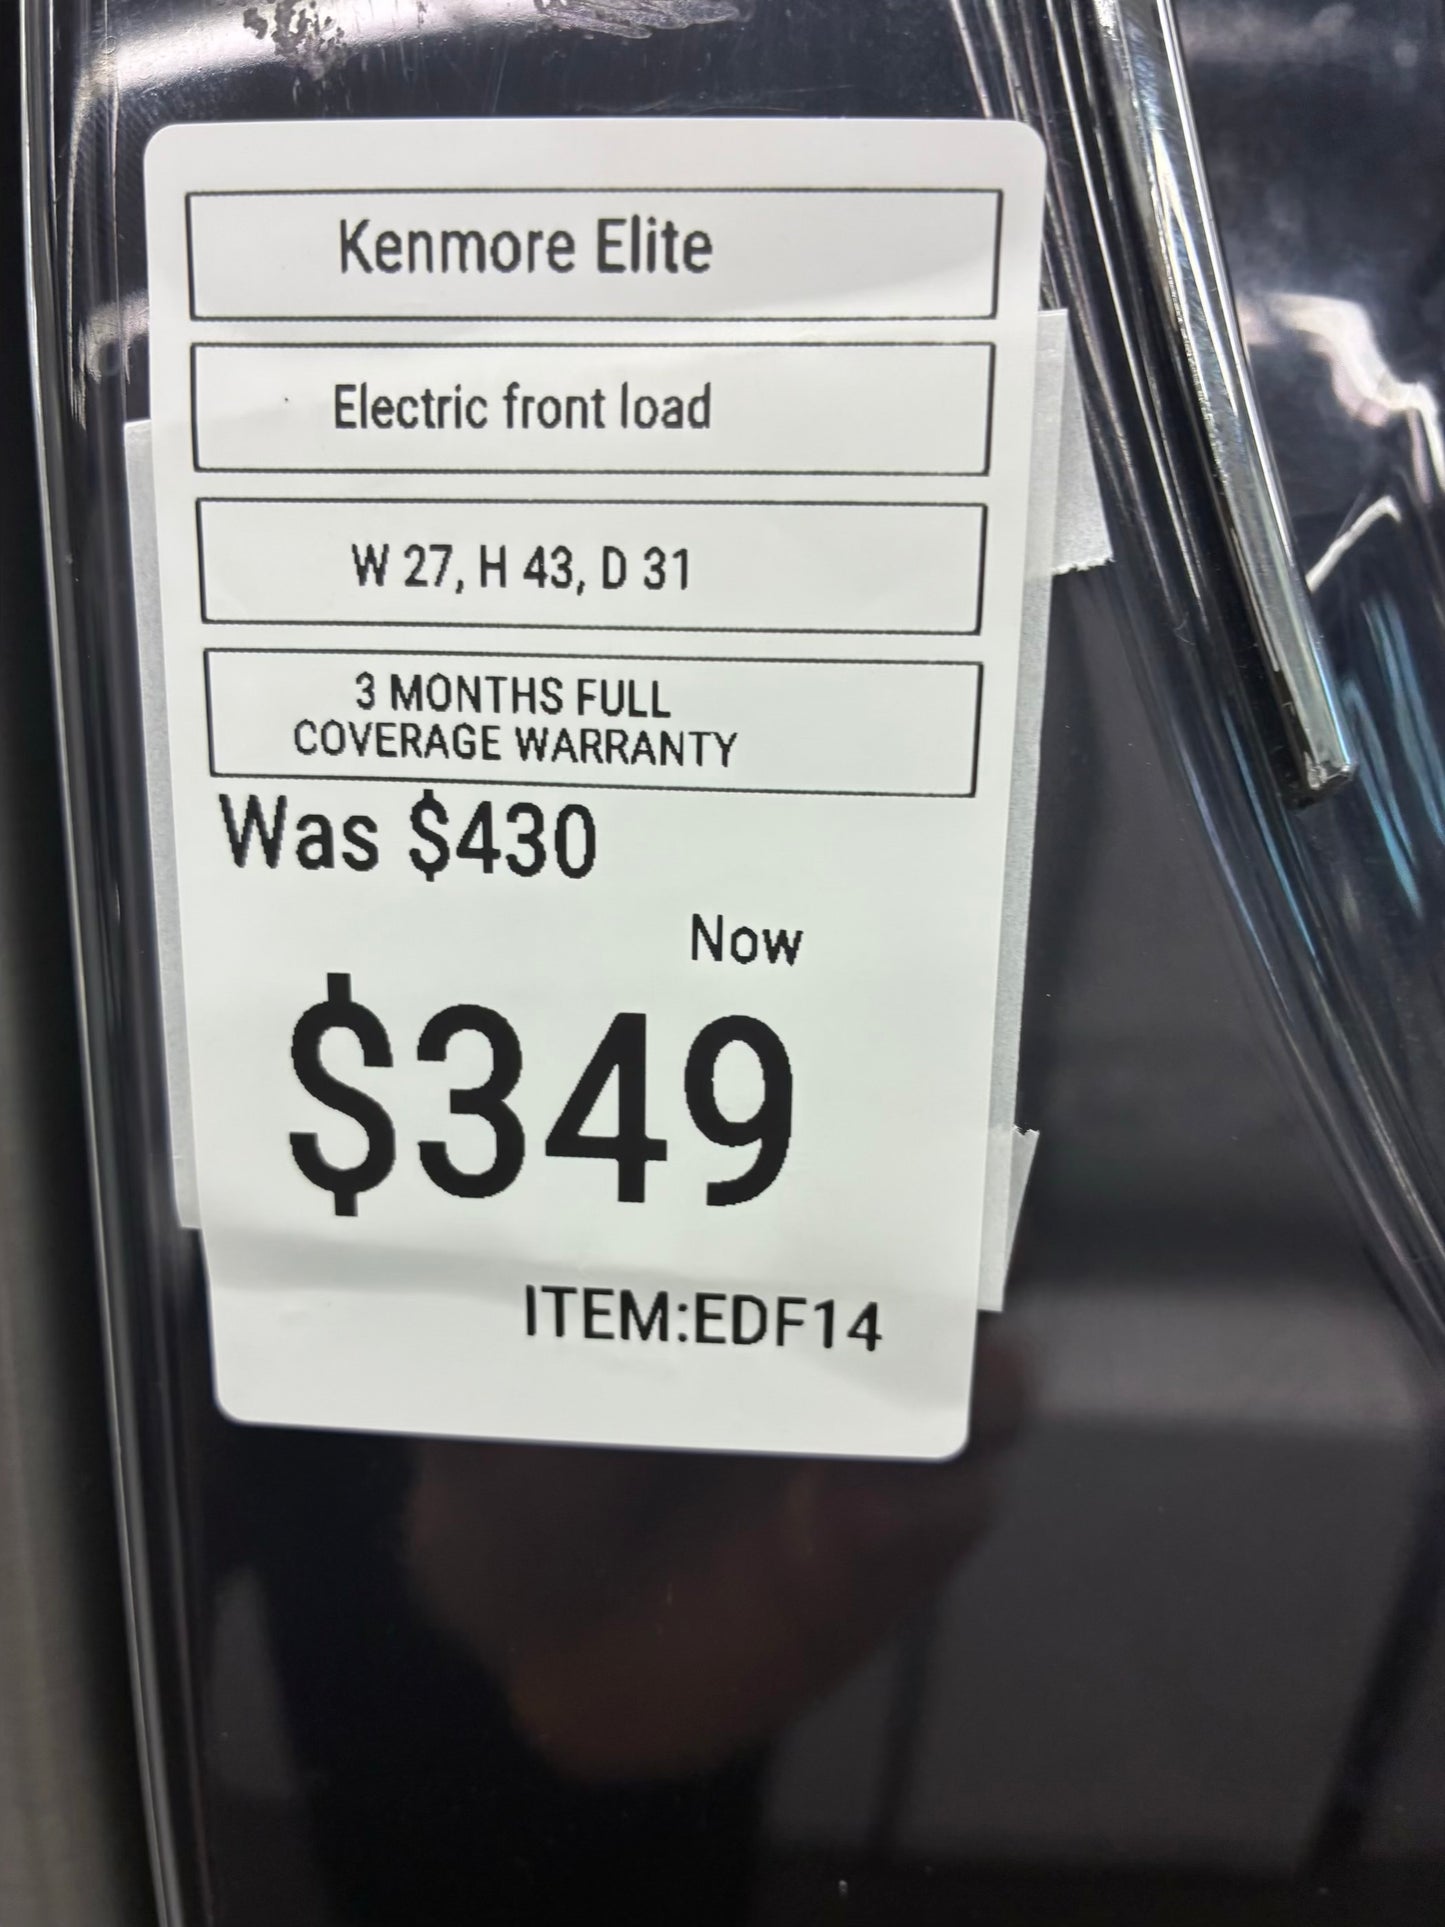 Kenmore Elite
Electric front load
W 27, H 43, D 31
3 MONTHS FULL
COVERAGE WARRANTY
Was $430
Now
$349
ITEM:EDF14